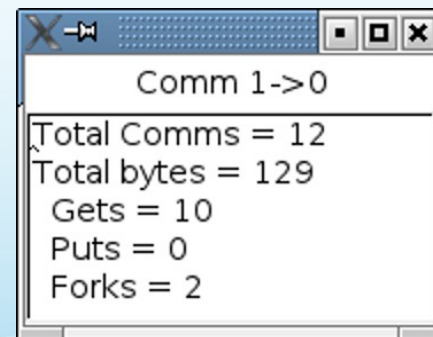 Comm 1->0
Total Comms = 12
Total bytes = 129
Gets = 10
Puts = 0
Forks = 2